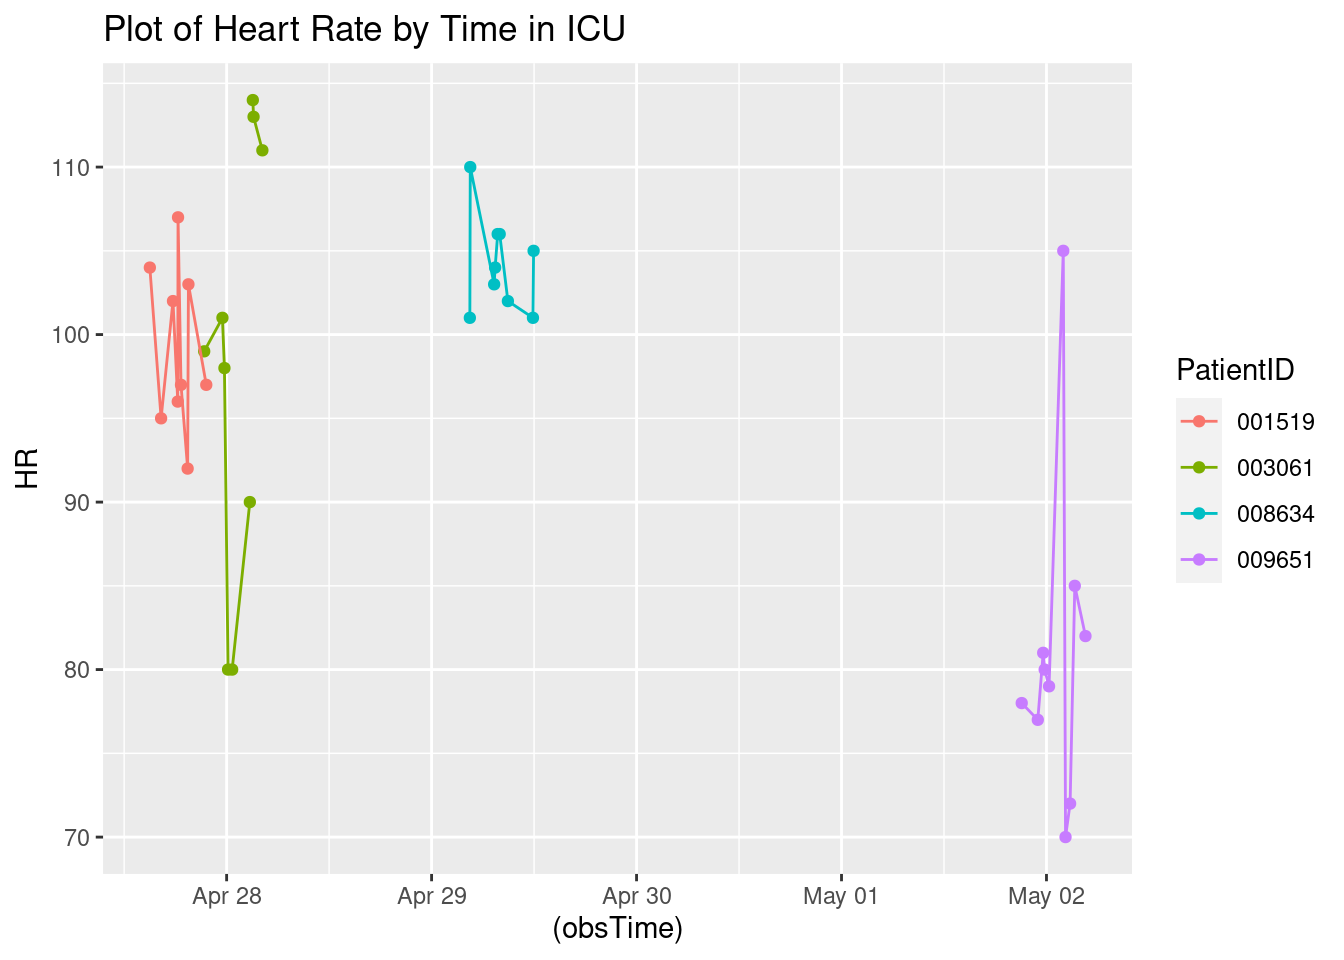 Plot of Heart Rate by Time in ICU
HR
110
100
90
80
70
Apr 28
Apr 29
Apr 30
May 01
May 02
(obsTime)
PatientID
001519
003061
008634
009651